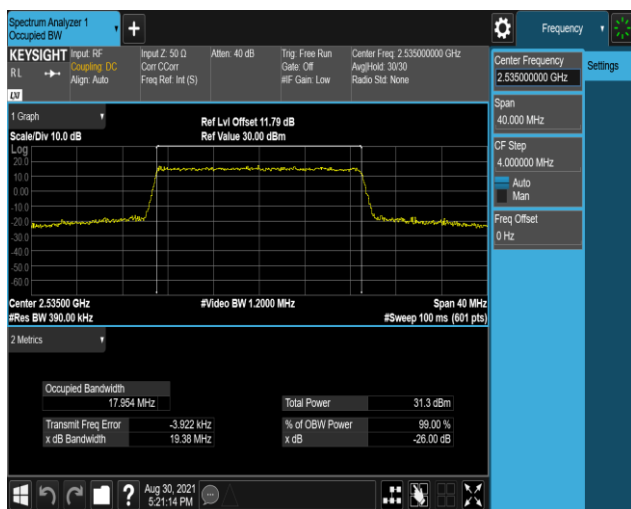 Spectrum Analyzer 1
Occupied BW
Frequency
KEYSIGHT
RL
LXI
Input: RF
Coupling: DC
Align: Auto
Input Z: 50 Ω
Corr CCorr
Freq Ref: Int (S)
Atten: 40 dB
Trig: Free Run
Gate: Off
#IF Gain: Low
Center Freq: 2.535000000 GHz
Avg|Hold: 30/30
Radio Std: None
Center Frequency
2.535000000 GHz
Settings
Span
40.000 MHz
CF Step
4.000000 MHz
Auto
Man
Freq Offset
0 Hz
1 Graph
Scale/Div 10.0 dB
Ref Lvl Offset 11.79 dB
Ref Value 30.00 dBm
Log
20.0
10.0
0.00
-10.0
-20.0
-30.0
-40.0
-50.0
-60.0
Center 2.53500 GHz
#Video BW 1.2000 MHz
Span 40 MHz
#Res BW 390.00 kHz
#Sweep 100 ms (601 pts)
2 Metrics
Occupied Bandwidth
17.954 MHz
Total Power 31.3 dBm
Transmit Freq Error -3.922 kHz
% of OBW Power 99.00 %
x dB Bandwidth 19.38 MHz
x dB -26.00 dB
?
Aug 30, 2021
5:21:14 PM